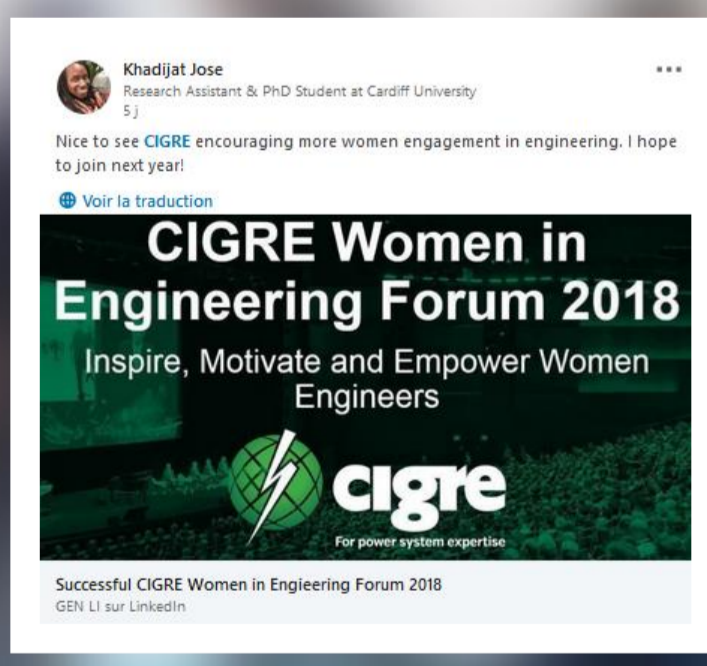 Khadijat Jose
Research Assistant & PhD Student at Cardiff University
5 j
Nice to see CIGRE encouraging more women engagement in engineering. I hope
to join next year!
Voir la traduction
CIGRE Women in
Engineering Forum 2018
Inspire, Motivate and Empower Women
Engineers
cigre
For power system expertise
Successful CIGRE Women in Engieering Forum 2018
GEN LI sur LinkedIn